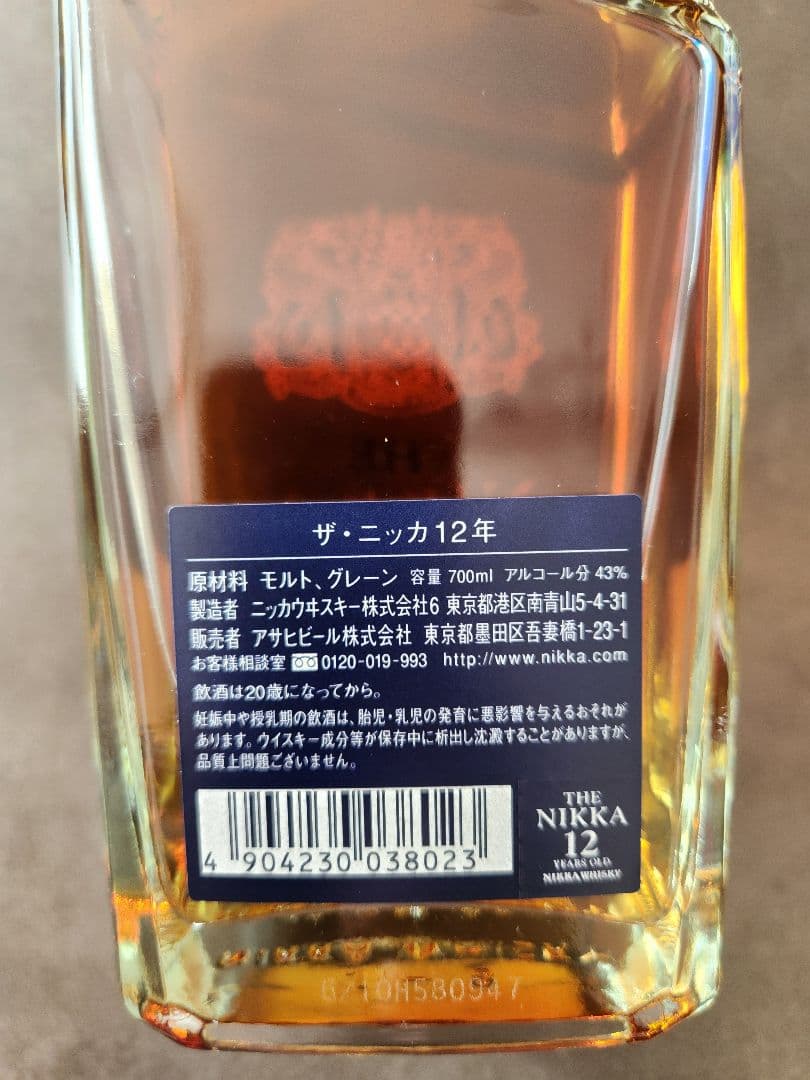 ザ・ニッカ12年
原材料 モルト、グレーン 容量 700ml アルコール分 43%
製造者 ニッカウヰスキー株式会社6 東京都港区南青山5-4-31
販売者 アサヒビール株式会社 東京都墨田区吾妻橋1-23-1
お客様相談室 0120-019-993 http://www.nikka.com
飲酒は20歳になってから。
妊娠中や授乳期の飲酒は、胎児・乳児の発育に悪影響を与えるおそれが
あります。ウイスキー成分等が保存中に析出し沈澱することがありますが、
品質上問題ございません。
4 904230 038023
THE
NIKKA
12
YEARS OLD
NIKKA WHISKY